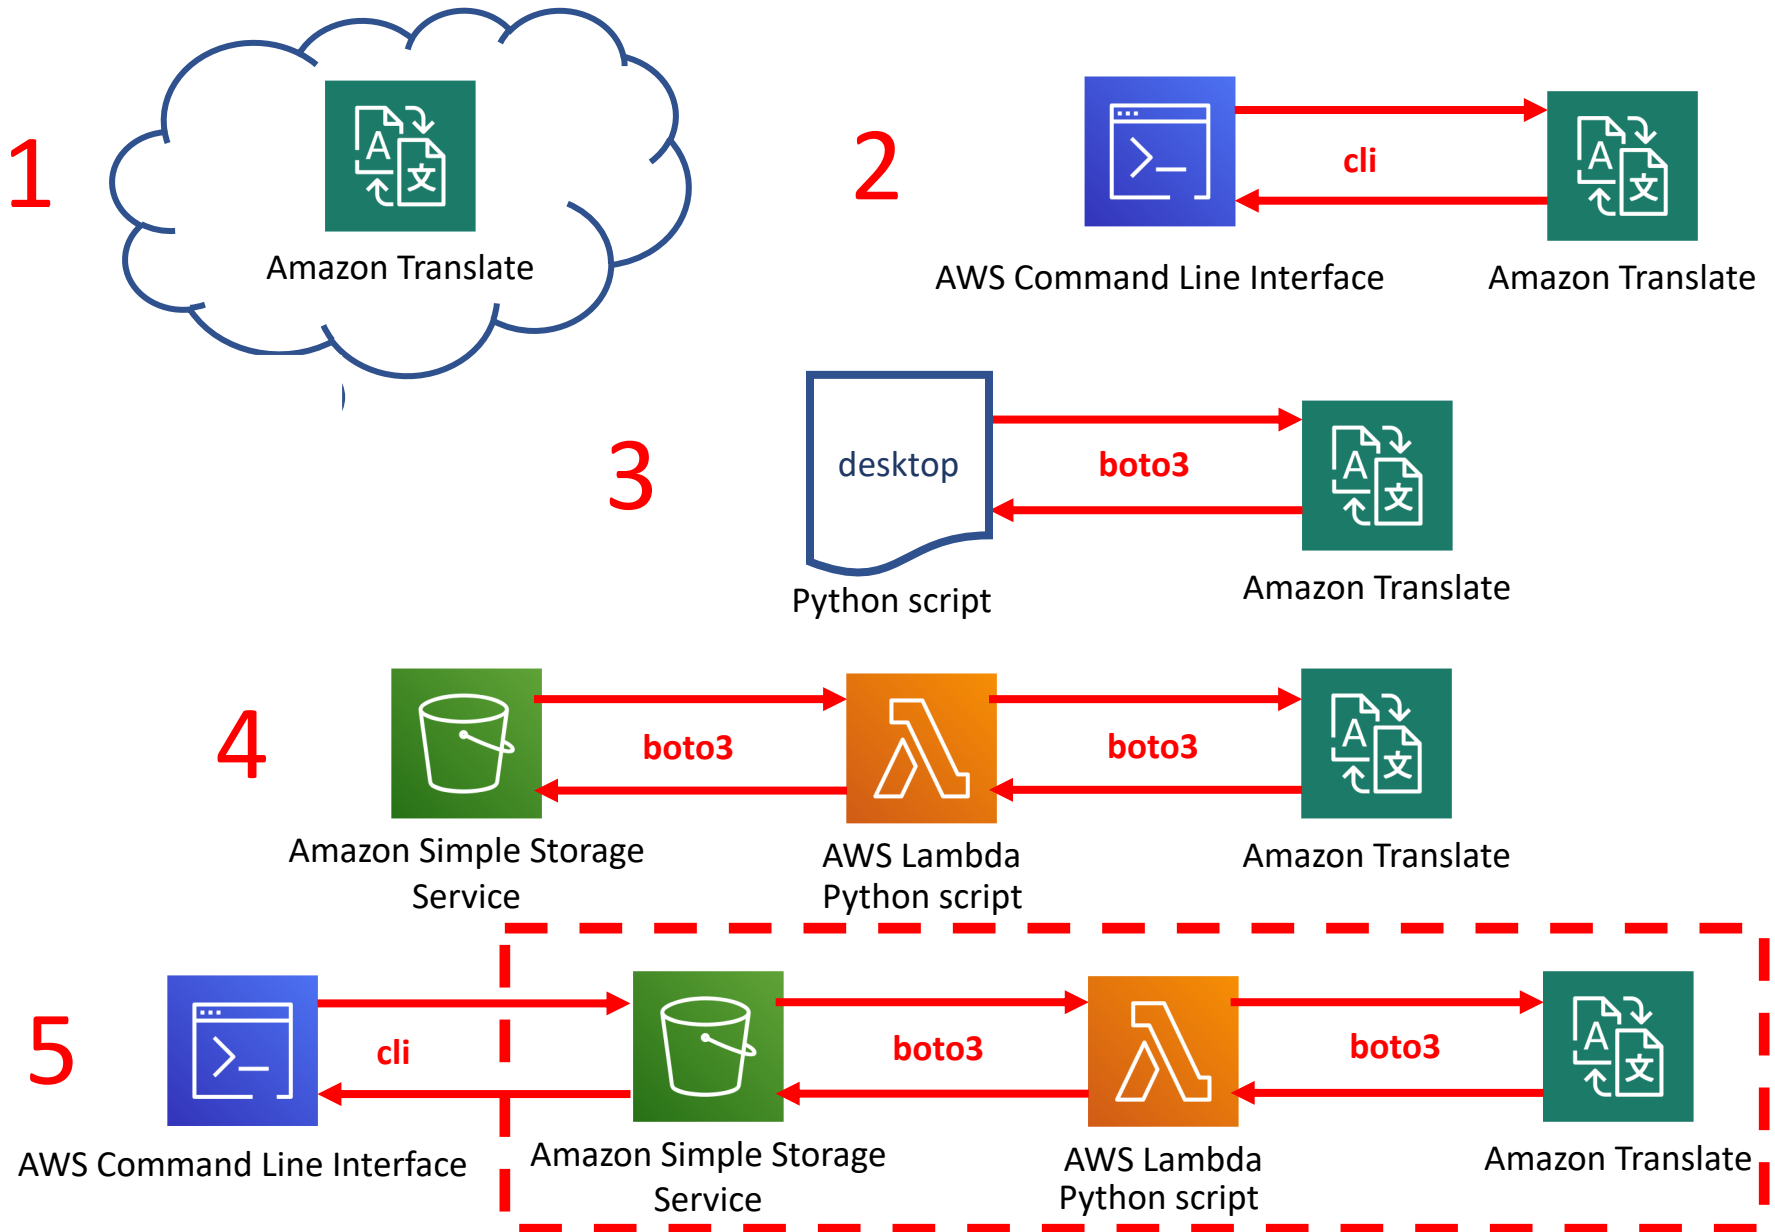 1
Amazon Translate
2
cli
AWS Command Line Interface
Amazon Translate
3
desktop
boto3
Python script
Amazon Translate
4
boto3
boto3
Amazon Simple Storage
Service
AWS Lambda
Python script
Amazon Translate
5
cli
boto3
boto3
AWS Command Line Interface
Amazon Simple Storage
Service
AWS Lambda
Python script
Amazon Translate